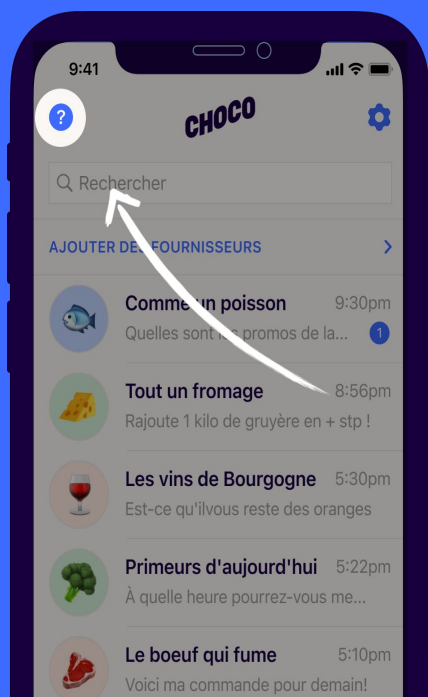 9:41
?
CHOCO
Rechercher
AJOUTER DES FOURNISSEURS
Comme un poisson 9:30pm
Quelles sont les promos de la... 1
Tout un fromage 8:56pm
Rajoute 1 kilo de gruyère en + stp !
Les vins de Bourgogne 5:30pm
Est-ce qu'ilvous reste des oranges
Primeurs d'aujourd'hui 5:22pm
À quelle heure pourrez-vous me...
Le boeuf qui fume 5:10pm
Voici ma commande pour demain!